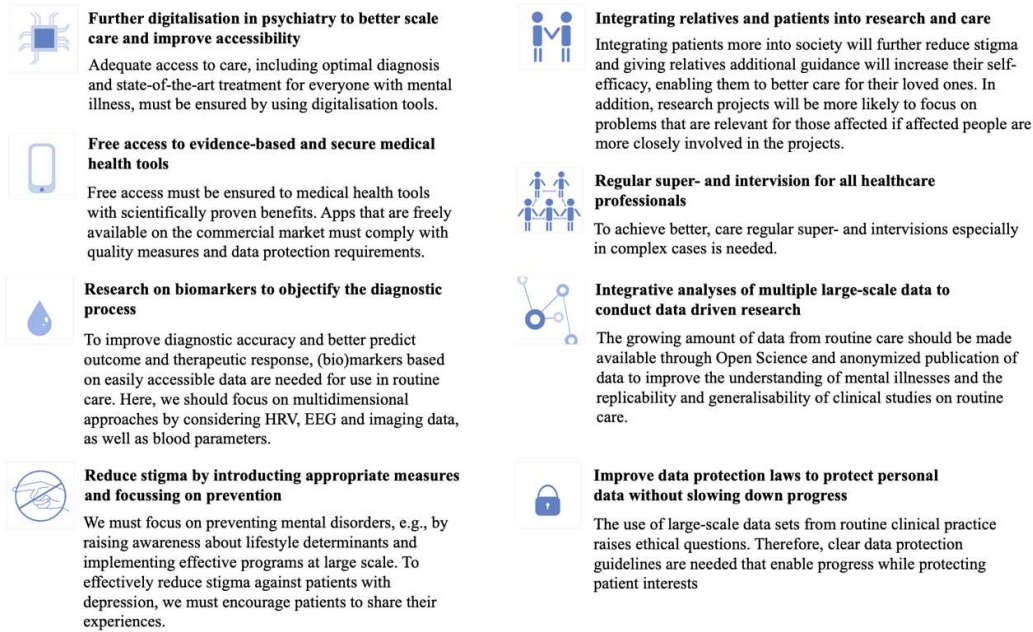 Further digitalisation in psychiatry to better scale
care and improve accessibility
Adequate access to care, including optimal diagnosis
and state-of-the-art treatment for everyone with mental
illness, must be ensured by using digitalisation tools.
Free access to evidence-based and secure medical
health tools
Free access must be ensured to medical health tools
with scientifically proven benefits. Apps that are freely
available on the commercial market must comply with
quality measures and data protection requirements.
Research on biomarkers to objectify the diagnostic
process
To improve diagnostic accuracy and better predict
outcome and therapeutic response, (bio)markers based
on easily accessible data are needed for use in routine
care. Here, we should focus on multidimensional
approaches by considering HRV, EEG and imaging data,
as well as blood parameters.
Reduce stigma by introducting appropriate measures
and focussing on prevention
We must focus on preventing mental disorders, e.g., by
raising awareness about lifestyle determinants and
implementing effective programs at large scale. To
effectively reduce stigma against patients with
depression, we must encourage patients to share their
experiences.
Integrating relatives and patients into research and care
Integrating patients more into society will further reduce stigma
and giving relatives additional guidance will increase their self-
efficacy, enabling them to better care for their loved ones. In
addition, research projects will be more likely to focus on
problems that are relevant for those affected if affected people are
more closely involved in the projects.
Regular super- and intervision for all healthcare
professionals
To achieve better, care regular super- and intervisions especially
in complex cases is needed.
Integrative analyses of multiple large-scale data to
conduct data driven research
The growing amount of data from routine care should be made
available through Open Science and anonymized publication of
data to improve the understanding of mental illnesses and the
replicability and generalisability of clinical studies on routine
care.
Improve data protection laws to protect personal
data without slowing down progress
The use of large-scale data sets from routine clinical practice
raises ethical questions. Therefore, clear data protection
guidelines are needed that enable progress while protecting
patient interests